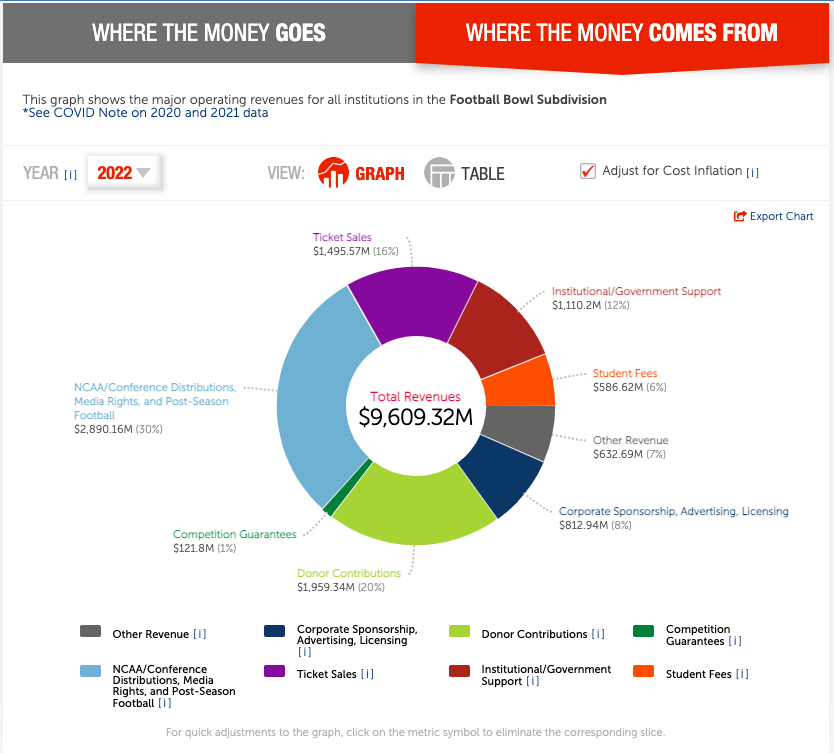 WHERE THE MONEY GOES
WHERE THE MONEY COMES FROM
This graph shows the major operating revenues for all institutions in the Football Bowl Subdivision
*See COVID Note on 2020 and 2021 data
YEAR [i] 2022
VIEW: GRAPH TABLE
Adjust for Cost Inflation [i]
Export Chart
Ticket Sales
$1,495.57M (16%)
Institutional/Government Support
$1,110.2M (12%)
Student Fees
$586.62M (6%)
Other Revenue
$632.69M (7%)
Corporate Sponsorship, Advertising, Licensing
$812.94M (8%)
Donor Contributions
$1,959.34M (20%)
Competition Guarantees
$121.8M (1%)
NCAA/Conference Distributions,
Media Rights, and Post-Season
Football
$2,890.16M (30%)
Total Revenues
$9,609.32M
Other Revenue [i]
Corporate Sponsorship,
Advertising, Licensing
[i]
Donor Contributions [i]
Competition
Guarantees [i]
NCAA/Conference
Distributions, Media
Rights, and Post-Season
Football [i]
Ticket Sales [i]
Institutional/Government
Support [i]
Student Fees [i]
For quick adjustments to the graph, click on the metric symbol to eliminate the corresponding slice.